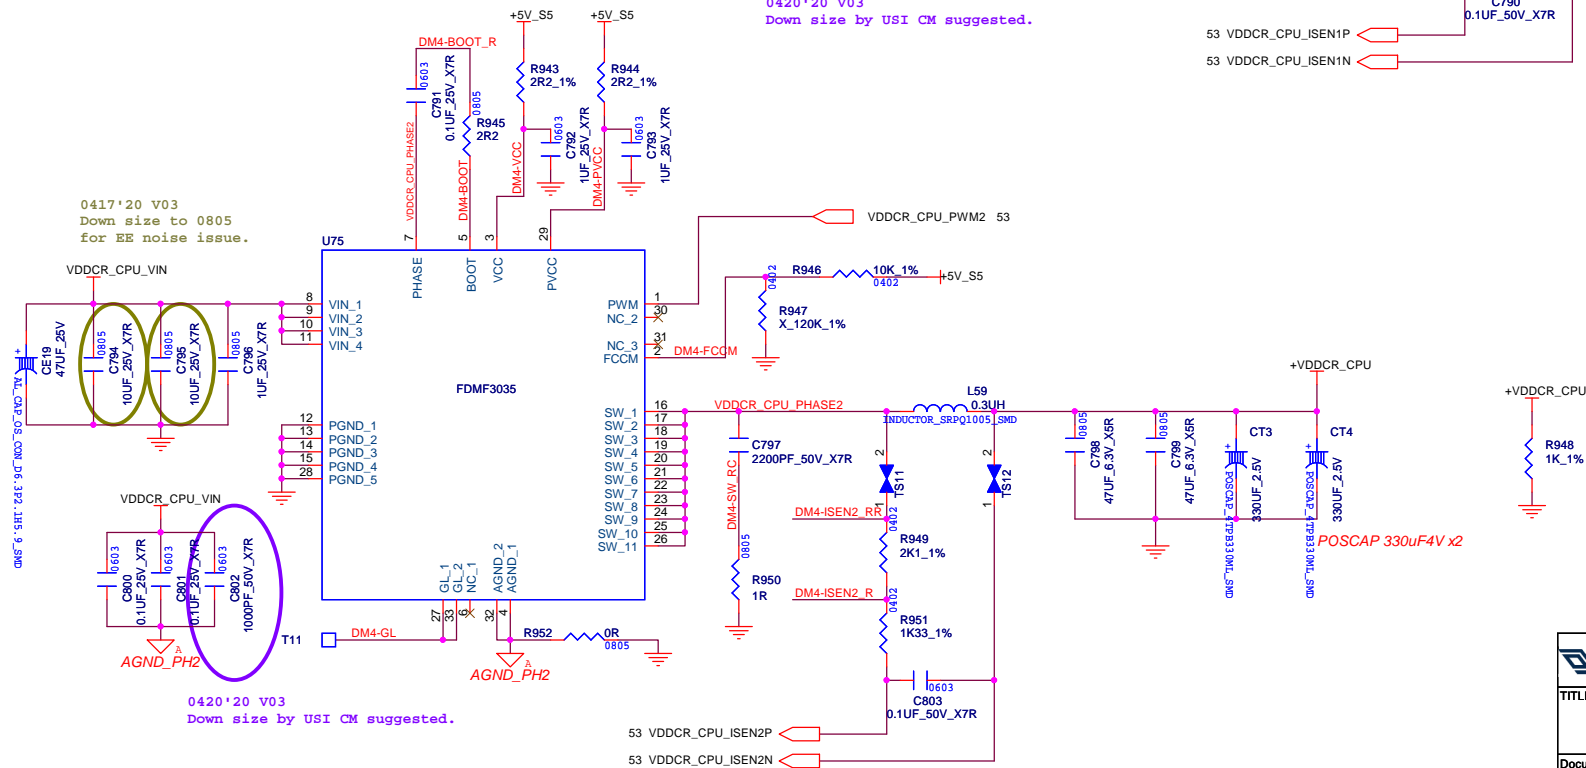 0420'20 V03
Down size by USI CM suggested.
C790
0.1UF_50V_X7R
53 VDDCR_CPU_ISEN1P
53 VDDCR_CPU_ISEN1N
+5V_S5
+5V_S5
DM4-BOOT_R
0603
C791
0.1UF_25V_X7R
0805
R945
2R2
R943
2R2_1%
R944
2R2_1%
0603
C792
1UF_25V_X7R
0603
C793
1UF_25V_X7R
VDDCR_CPU_PHASE2
DM4-BOOT
DM4-VCC
DM4-PVCC
0417'20 V03
Down size to 0805
for EE noise issue.
VDDCR_CPU_VIN
U75
7
5
3
29
PHASE
BOOT
VCC
PVCC
VDDCR_CPU_PWM2 53
CE19
47UF_25V
AL_CAP_OS_CON_D6.3P2.1H5.9_SMD
0805
C794
10UF_25V_X7R
0805
C795
10UF_25V_X7R
0805
C796
1UF_25V_X7R
8
VIN_1
9
VIN_2
10
VIN_3
11
VIN_4
PWM
1
NC_2
30
NC_3
31
FCCM
2
DM4-FCCM
R946
10K_1%
0402
+5V_S5
0402
R947
X_120K_1%
FDMF3035
12
PGND_1
13
PGND_2
14
PGND_3
15
PGND_4
28
PGND_5
SW_1
16
SW_2
17
SW_3
18
SW_4
19
SW_5
20
SW_6
21
SW_7
22
SW_8
23
SW_9
24
SW_10
25
SW_11
26
VDDCR_CPU_PHASE2
L59
0.3UH
INDUCTOR_SRPQ1005_SMD
+VDDCR_CPU
+VDDCR_CPU
C797
2200PF_50V_X7R
DM4-SW_RC
0805
R950
1R
2
TS11
1
2
TS12
1
0805
C798
47UF_6.3V_X5R
0805
C799
47UF_6.3V_X5R
CT3
330UF_2.5V
POSCAP_4TPB330ML_SMD
CT4
330UF_2.5V
POSCAP_4TPB330ML_SMD
POSCAP 330uF4V x2
R948
1K_1%
DM4-ISEN2_RR
0402
R949
2K1_1%
DM4-ISEN2_R
0402
R951
1K33_1%
VDDCR_CPU_VIN
0603
C800
0.1UF_25V_X7R
0603
C801
0.1UF_25V_X7R
0603
C802
1000PF_50V_X7R
A
AGND_PH2
GL_1
GL_2
NC_1
AGND_2
AGND_1
27
33
6
32
4
T11
DM4-GL
R952
0R
0805
A
AGND_PH2
0603
C803
0.1UF_50V_X7R
0420'20 V03
Down size by USI CM suggested.
53 VDDCR_CPU_ISEN2P
53 VDDCR_CPU_ISEN2N